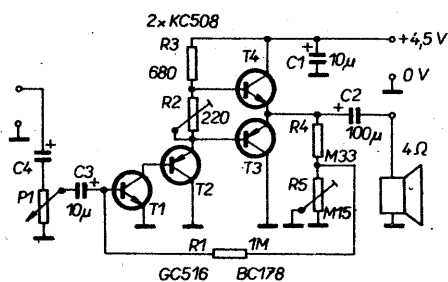 2x KC508
R3
680
T4
C1
10µ
+4,5 V
0 V
R2
220
C2
100µ
R4
M33
4Ω
C4
P1
C3
10µ
T1
T2
T3
R5
M15
R1
1M
GC516
BC178